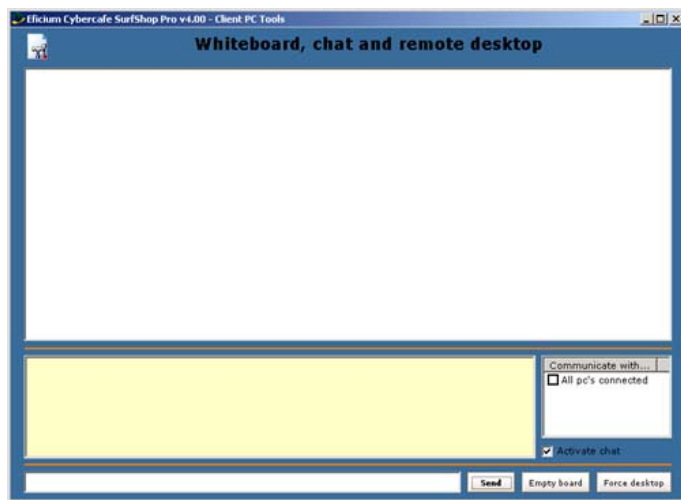 Eficium Cybercafe SurfShop Pro v4.00 - Client PC Tools
Whiteboard, chat and remote desktop
Communicate with...
All pc's connected
Activate chat
Send
Empty board
Force desktop